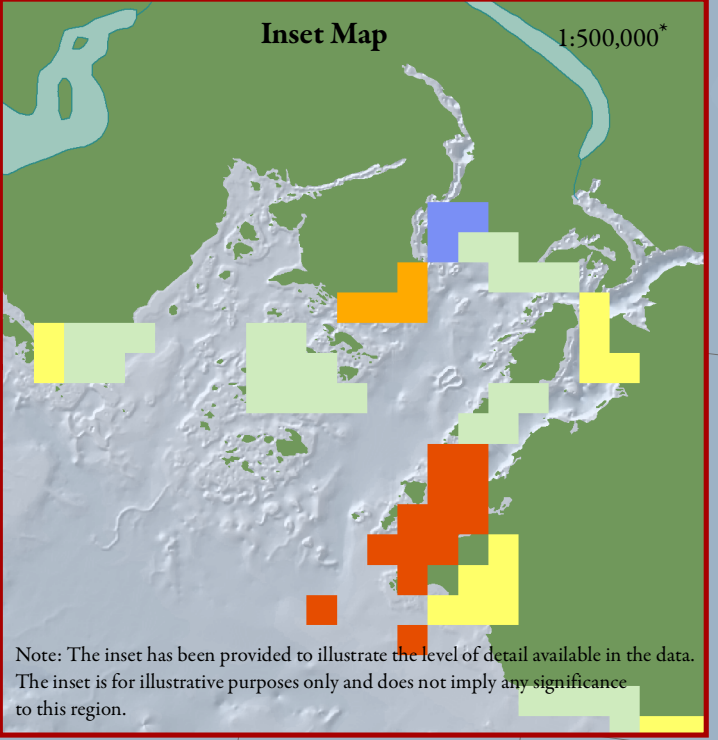 Inset Map
1:500,000*
Note: The inset has been provided to illustrate the level of detail available in the data.
The inset is for illustrative purposes only and does not imply any significance
to this region.